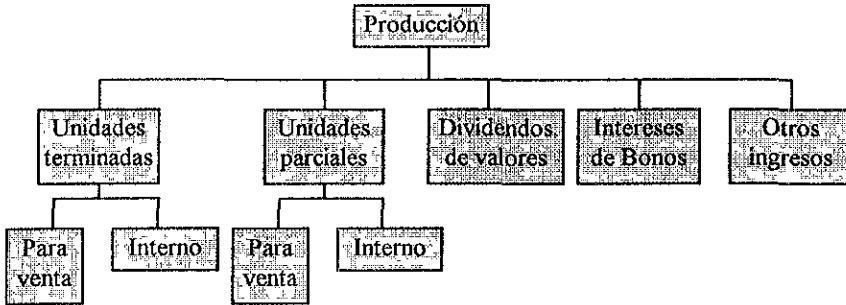 Producción
Unidades
terminadas
Unidades
parciales
Dividendos
de valores
Intereses
de Bonos
Otros
ingresos
Para
venta
Interno
Para
venta
Interno